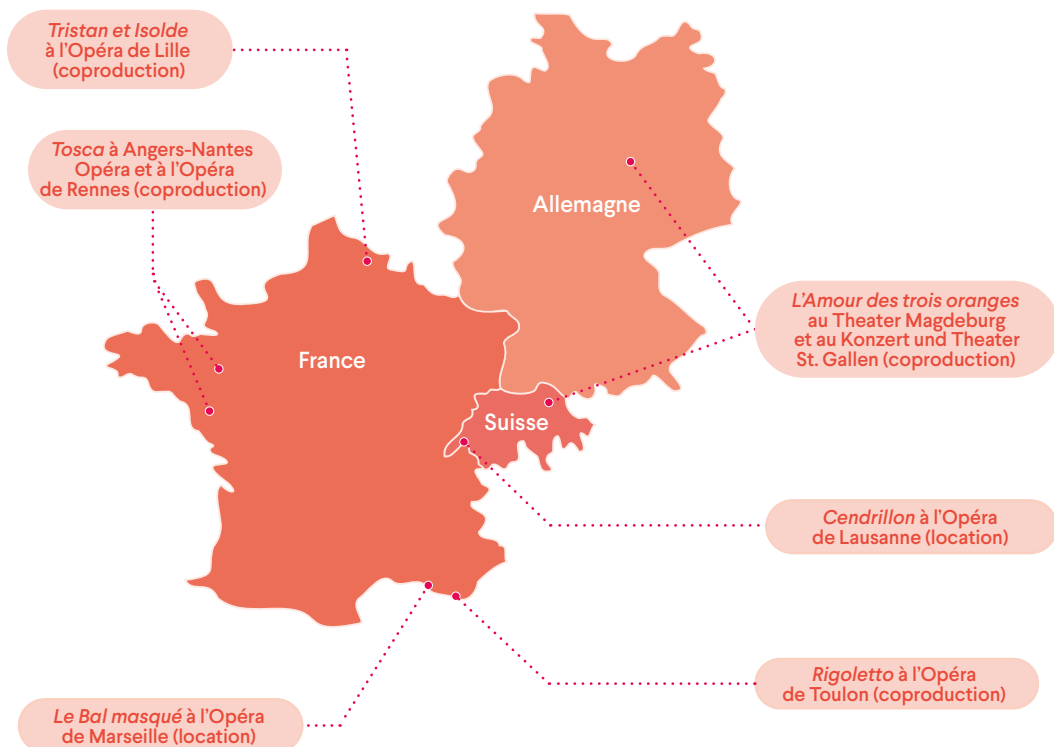 Tristan et Isolde
à l’Opéra de Lille
(coproduction)
Tosca à Angers-Nantes
Opéra et à l’Opéra
de Rennes (coproduction)
Allemagne
L’Amour des trois oranges
au Theater Magdeburg
et au Konzert und Theater
St. Gallen (coproduction)
France
Suisse
Cendrillon à l’Opéra
de Lausanne (location)
Rigoletto à l’Opéra
de Toulon (coproduction)
Le Bal masqué à l’Opéra
de Marseille (location)